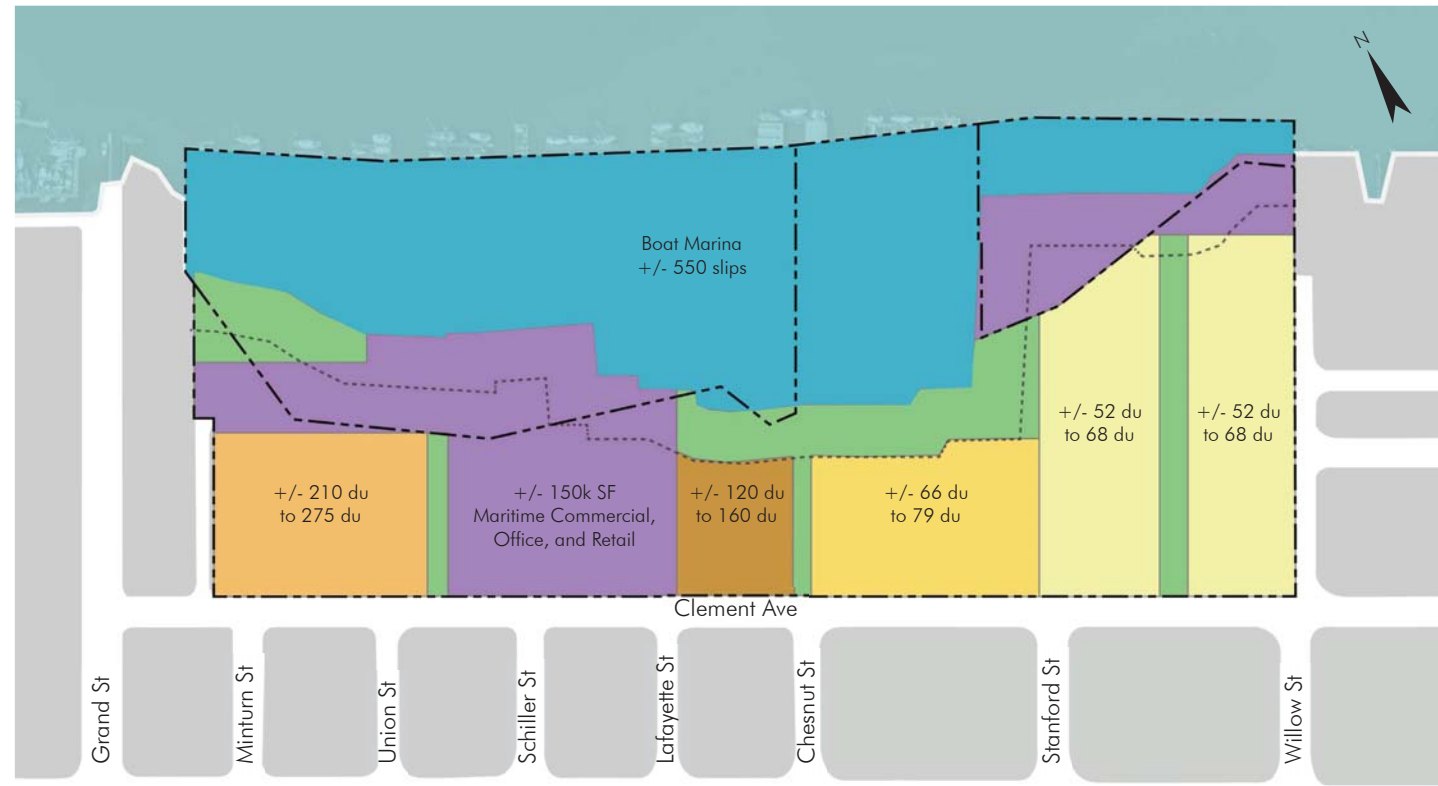 N
Boat Marina
+/- 550 slips
+/- 52 du
to 68 du
+/- 52 du
to 68 du
+/- 210 du
to 275 du
+/- 150k SF
Maritime Commercial,
Office, and Retail
+/- 120 du
to 160 du
+/- 66 du
to 79 du
Clement Ave
Grand St
Minturn St
Union St
Schiller St
Lafayette St
Chesnut St
Stanford St
Willow St